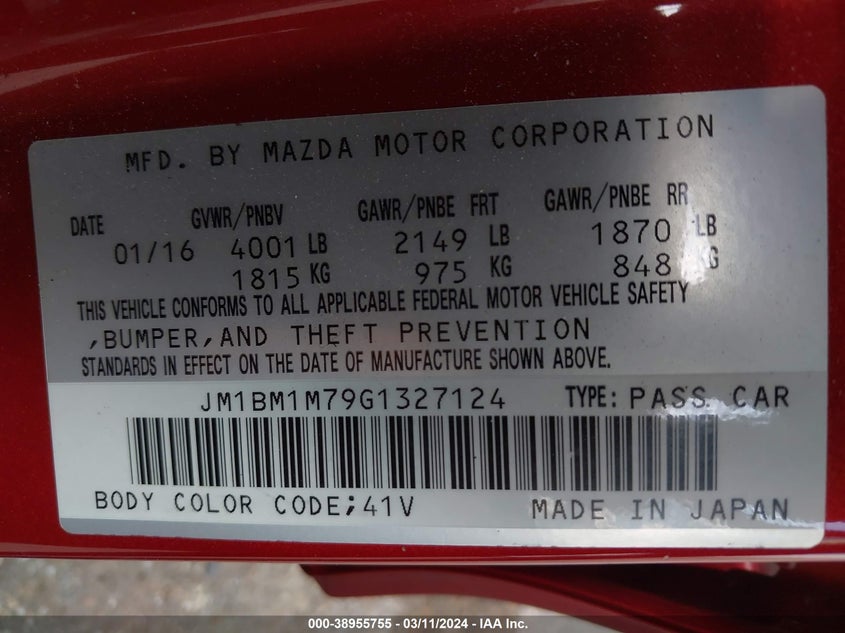 MFD. BY MAZDA MOTOR CORPORATION
DATE GVWR/PNBV GAWR/PNBE FRT GAWR/PNBE RR
01/16 4001 LB 2149 LB 1870 LB
1815 KG 975 KG 848 KG
THIS VEHICLE CONFORMS TO ALL APPLICABLE FEDERAL MOTOR VEHICLE SAFETY
,BUMPER,AND THEFT PREVENTION
STANDARDS IN EFFECT ON THE DATE OF MANUFACTURE SHOWN ABOVE.
JM1BM1M79G1327124 TYPE: PASS CAR
BODY COLOR CODE;41V MADE IN JAPAN
000-38955755 - 03/11/2024 - IAA Inc.